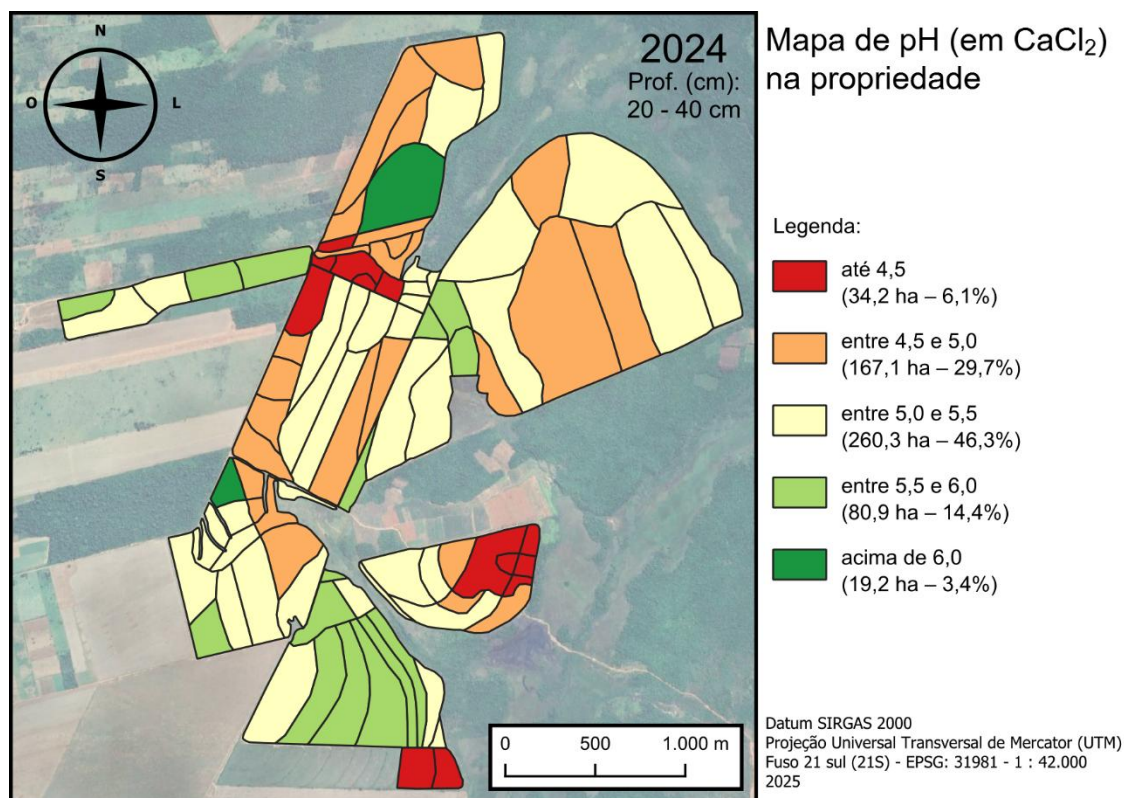 N
O
L
S
2024
Prof. (cm):
20 - 40 cm
Mapa de pH (em CaCl₂)
na propriedade
Legenda:
até 4,5
(34,2 ha – 6,1%)
entre 4,5 e 5,0
(167,1 ha – 29,7%)
entre 5,0 e 5,5
(260,3 ha – 46,3%)
entre 5,5 e 6,0
(80,9 ha – 14,4%)
acima de 6,0
(19,2 ha – 3,4%)
0 500 1.000 m
Datum SIRGAS 2000
Projeção Universal Transversal de Mercator (UTM)
Fuso 21 sul (21S) - EPSG: 31981 - 1 : 42.000
2025